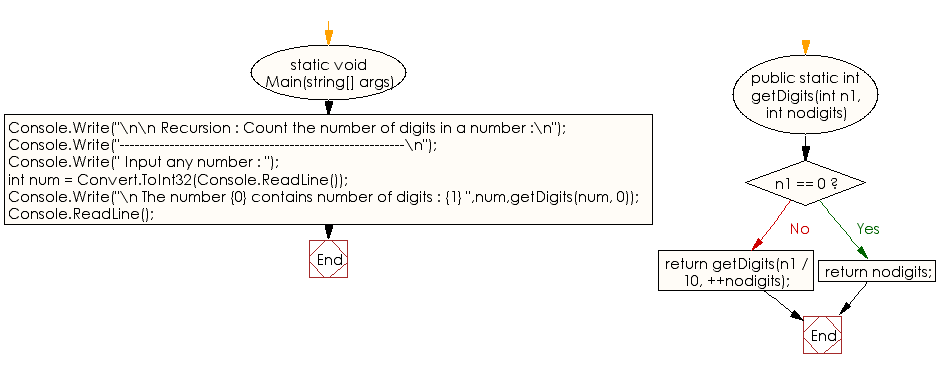 static void
Main(string[] args)
Console.Write("\n\n Recursion : Count the number of digits in a number :\n");
Console.Write("---------------------------------------------------------\n");
Console.Write(" Input any number : ");
int num = Convert.ToInt32(Console.ReadLine());
Console.Write("\n The number {0} contains number of digits : {1} ",num,getDigits(num, 0));
Console.ReadLine();
End
public static int
getDigits(int n1,
int nodigits)
n1 == 0 ?
No
Yes
return getDigits(n1 /
10, ++nodigits);
return nodigits;
End